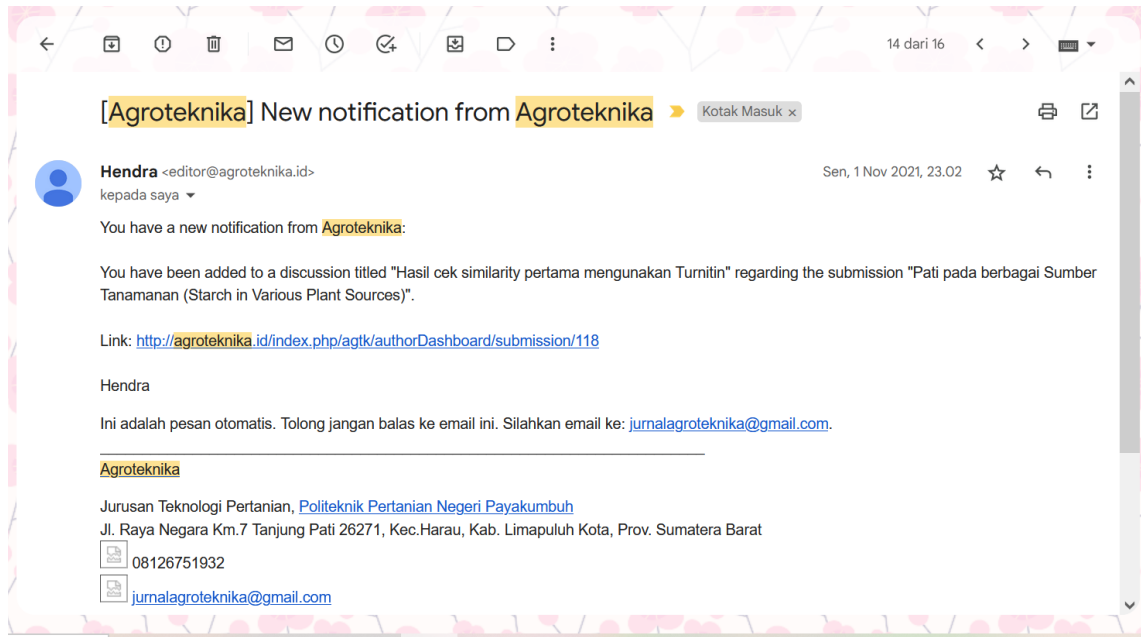 14 dari 16
[Agroteknika] New notification from Agroteknika Kotak Masuk ×
Hendra <editor@agroteknika.id> Sen, 1 Nov 2021, 23.02
kepada saya
You have a new notification from Agroteknika:
You have been added to a discussion titled "Hasil cek similarity pertama mengunakan Turnitin" regarding the submission "Pati pada berbagai Sumber
Tanamanan (Starch in Various Plant Sources)".
Link: http://agroteknika.id/index.php/agtk/authorDashboard/submission/118
Hendra
Ini adalah pesan otomatis. Tolong jangan balas ke email ini. Silahkan email ke: jurnalagroteknika@gmail.com.
Agroteknika
Jurusan Teknologi Pertanian, Politeknik Pertanian Negeri Payakumbuh
Jl. Raya Negara Km.7 Tanjung Pati 26271, Kec.Harau, Kab. Limapuluh Kota, Prov. Sumatera Barat
08126751932
jurnalagroteknika@gmail.com